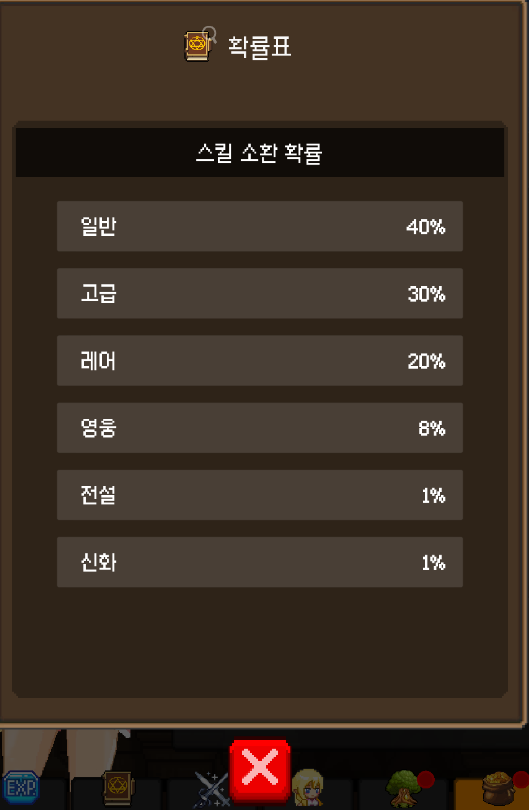 확률표
스킬 소환 확률
일반 40%
고급 30%
레어 20%
영웅 8%
전설 1%
신화 1%
EXP